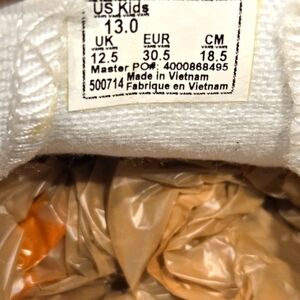 US Kids
13.0
UK EUR CM
12.5 30.5 18.5
Master PO#: 4000868495
Made in Vietnam
500714 Fabrique en Vietnam